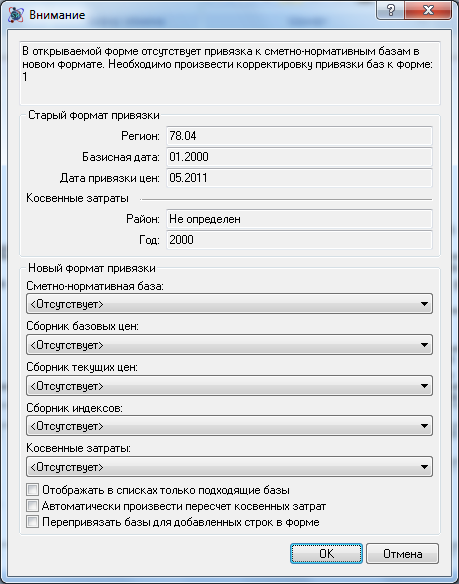 Внимание
В открываемой форме отсутствует привязка к сметно-нормативным базам в
новом формате. Необходимо произвести корректировку привязки баз к форме:
1
Старый формат привязки
Регион: 78.04
Базисная дата: 01.2000
Дата привязки цен: 05.2011
Косвенные затраты
Район: Не определен
Год: 2000
Новый формат привязки
Сметно-нормативная база:
<Отсутствует>
Сборник базовых цен:
<Отсутствует>
Сборник текущих цен:
<Отсутствует>
Сборник индексов:
<Отсутствует>
Косвенные затраты:
<Отсутствует>
Отображать в списках только подходящие базы
Автоматически произвести пересчет косвенных затрат
Перепривязать базы для добавленных строк в форме
OK Отмена